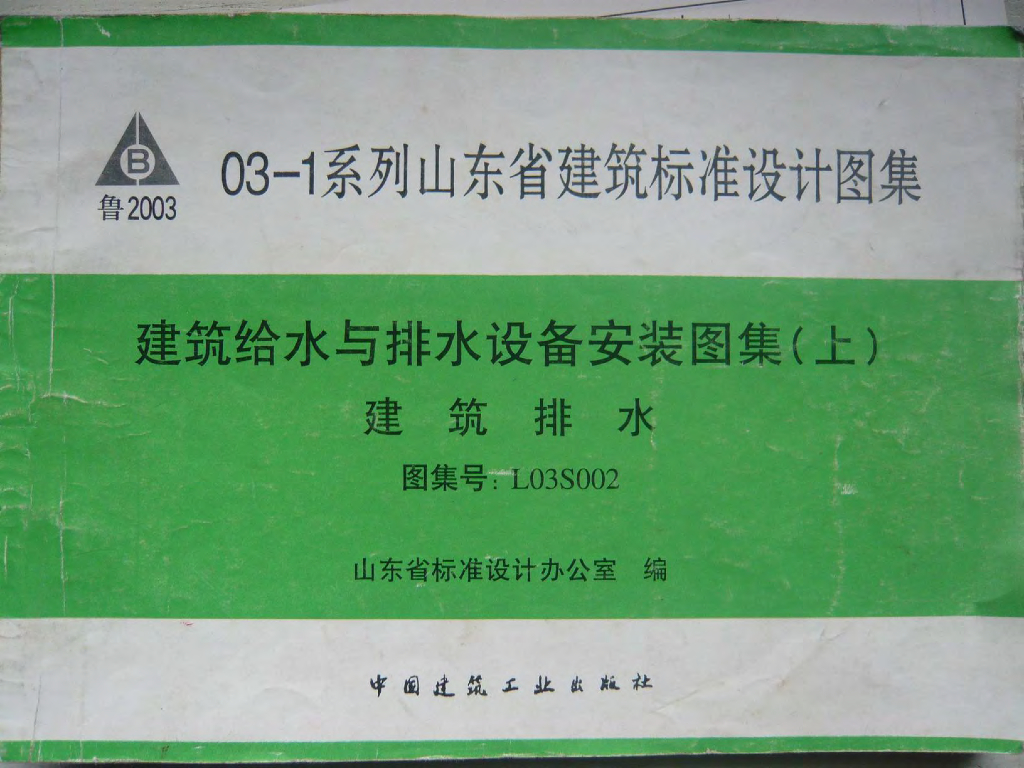 B
鲁2003
03-1系列山东省建筑标准设计图集
建筑给水与排水设备安装图集(上)
建筑排水
图集号: L03S002
山东省标准设计办公室 编
中国建筑工业出版社